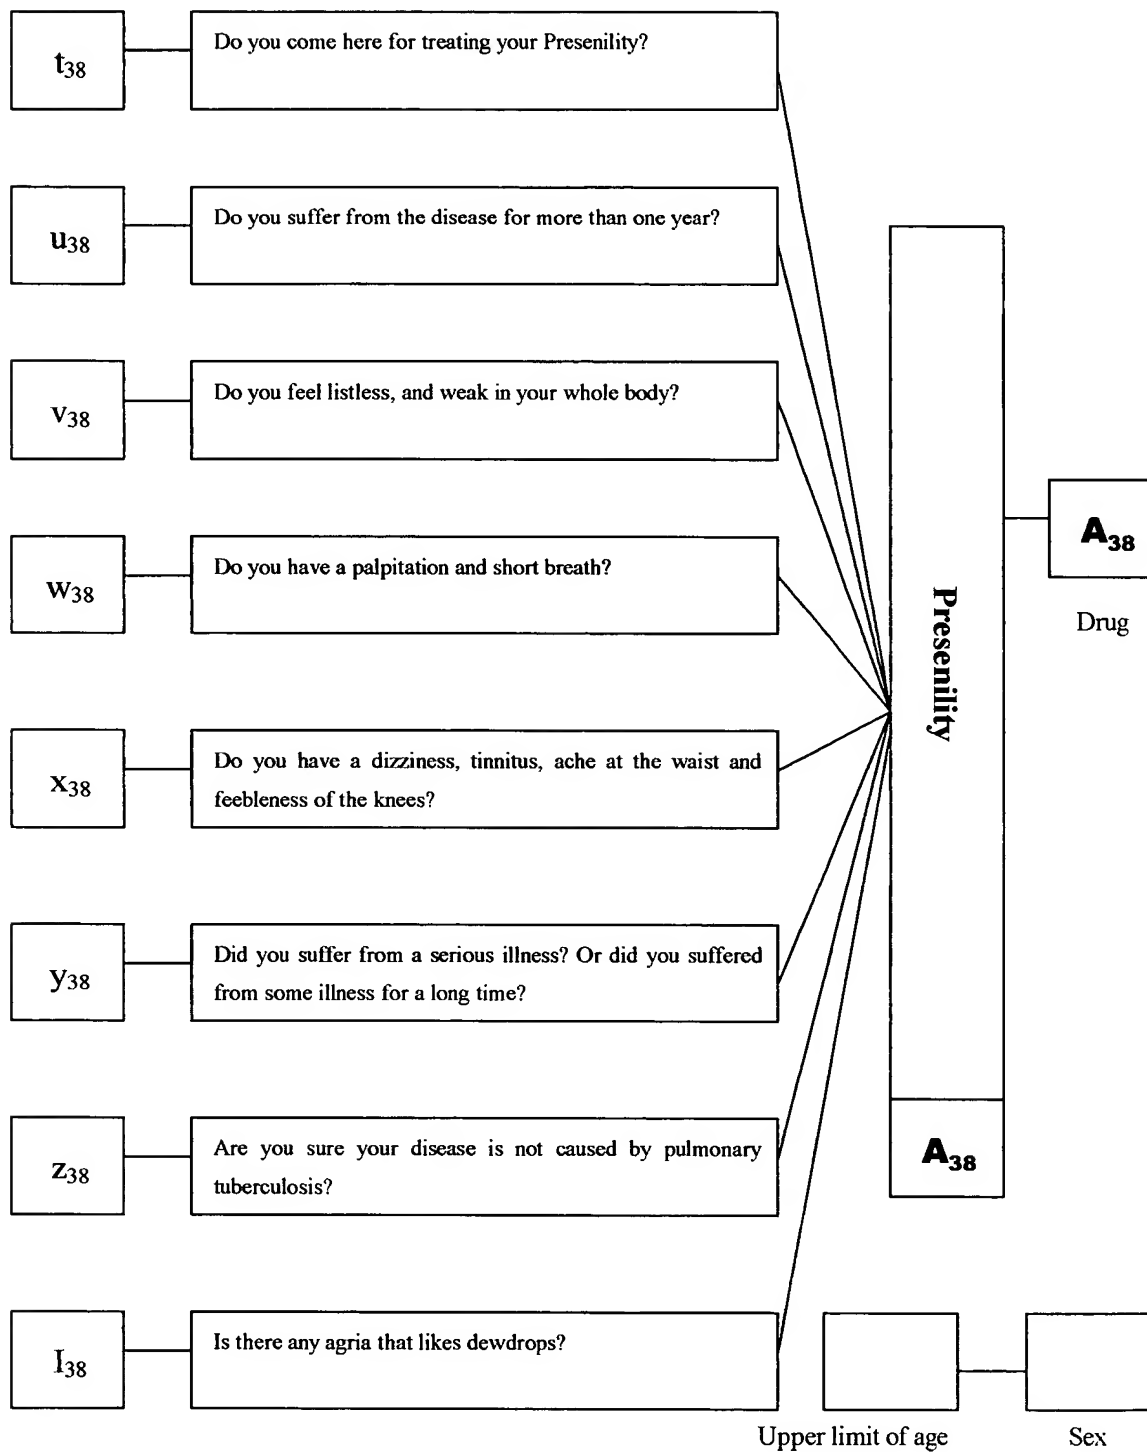 t38
Do you come here for treating your Presenility?
u38
Do you suffer from the disease for more than one year?
v38
Do you feel listless, and weak in your whole body?
w38
Do you have a palpitation and short breath?
x38
Do you have a dizziness, tinnitus, ache at the waist and
feebleness of the knees?
y38
Did you suffer from a serious illness? Or did you suffered
from some illness for a long time?
z38
Are you sure your disease is not caused by pulmonary
tuberculosis?
I38
Is there any agria that likes dewdrops?
Presenility
A38
A38
Drug
Upper limit of age
Sex